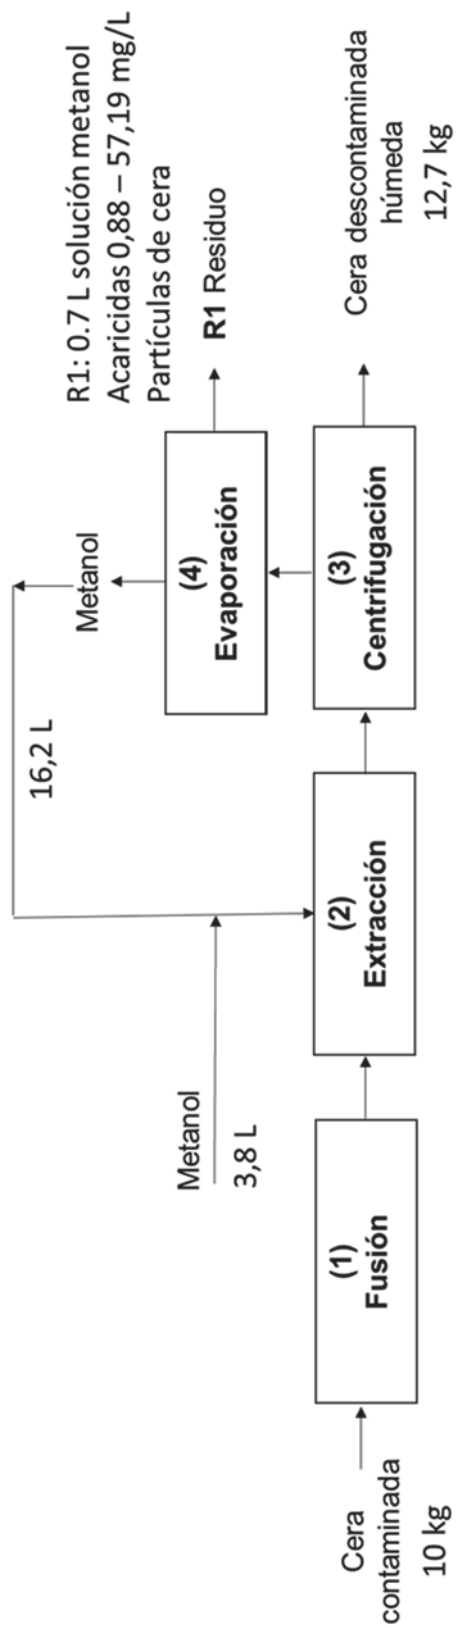 Cera
contaminada
10 kg
(1)
Fusión
Metanol
3,8 L
(2)
Extracción
16,2 L
Metanol
(3)
Centrifugación
(4)
Evaporación
R1: 0.7 L solución metanol
Acaricidas 0,88 – 57,19 mg/L
Partículas de cera
R1 Residuo
Cera descontaminada
húmeda
12,7 kg